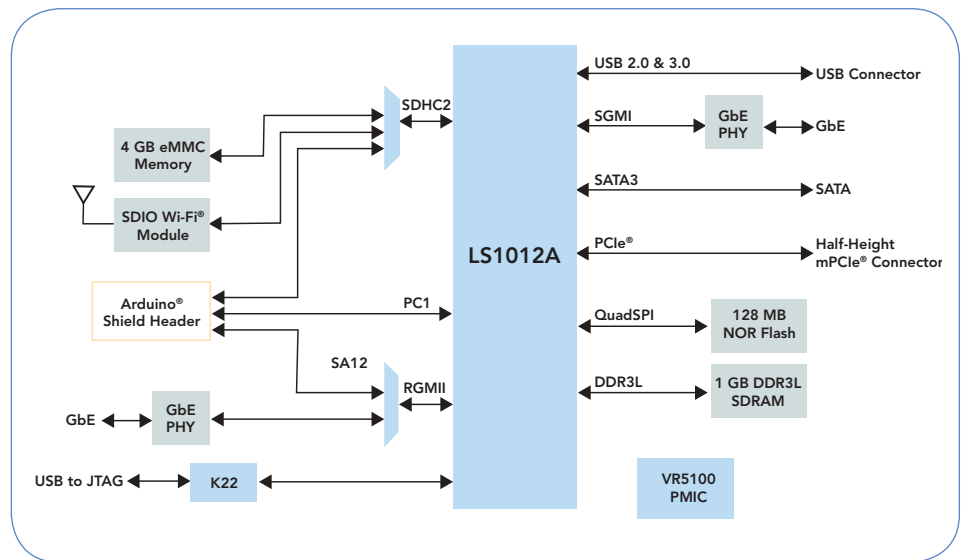 USB 2.0 & 3.0
USB Connector
SDHC2
SGMI
GbE
PHY
GbE
4 GB eMMC
Memory
SATA3
SATA
SDIO Wi-Fi®
Module
LS1012A
PCIe®
Half-Height
mPCIe® Connector
Arduino®
Shield Header
PC1
QuadSPI
128 MB
NOR Flash
SA12
RGMII
DDR3L
1 GB DDR3L
SDRAM
GbE
GbE
PHY
USB to JTAG
K22
VR5100
PMIC